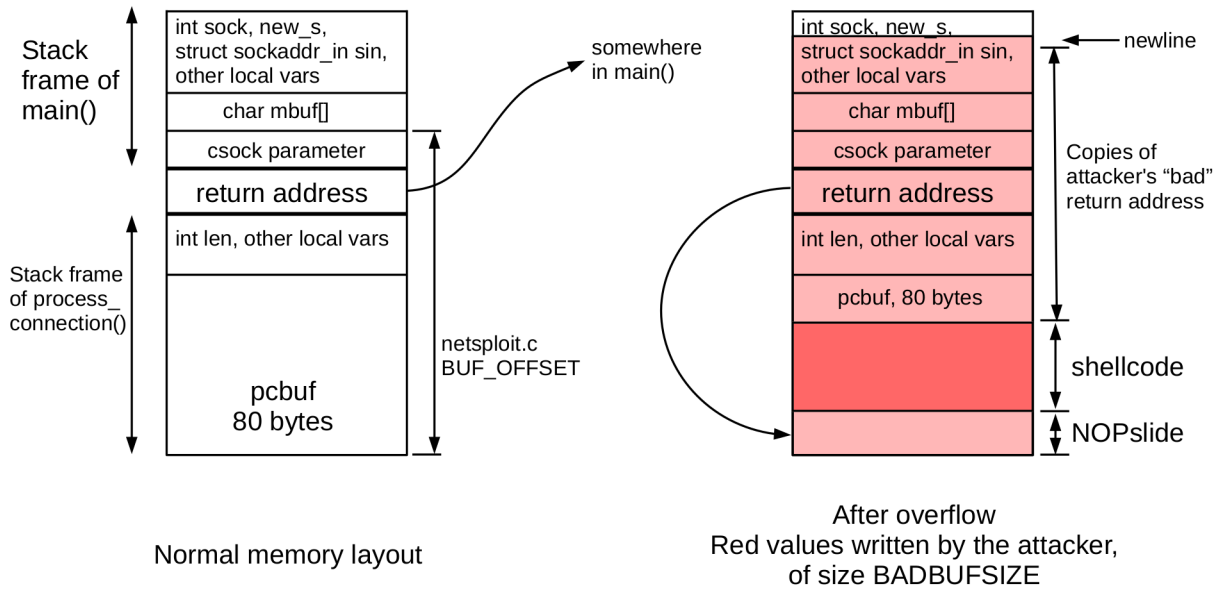 Stack
frame of
main()
int sock, new_s,
struct sockaddr_in sin,
other local vars
char mbuf[]
csock parameter
return address
int len, other local vars
pcbuf
80 bytes
Stack frame
of process_
connection()
somewhere
in main()
netsploit.c
BUF_OFFSET
Normal memory layout
int sock, new_s,
struct sockaddr_in sin,
other local vars
char mbuf[]
csock parameter
return address
int len, other local vars
pcbuf, 80 bytes
newline
Copies of
attacker's “bad”
return address
shellcode
NOPslide
After overflow
Red values written by the attacker,
of size BADBUFSIZE